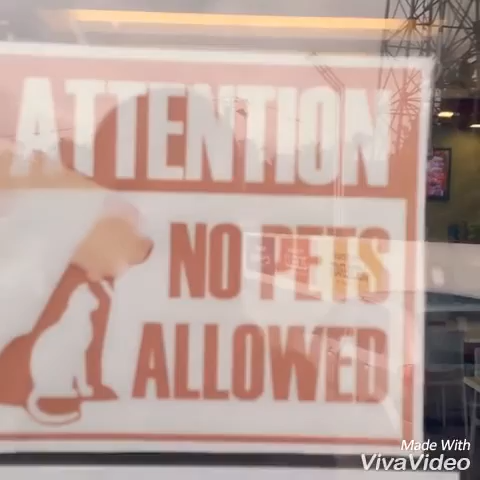 ATTENTION
NO PETS
ALLOWED
Made With
VivaVideo